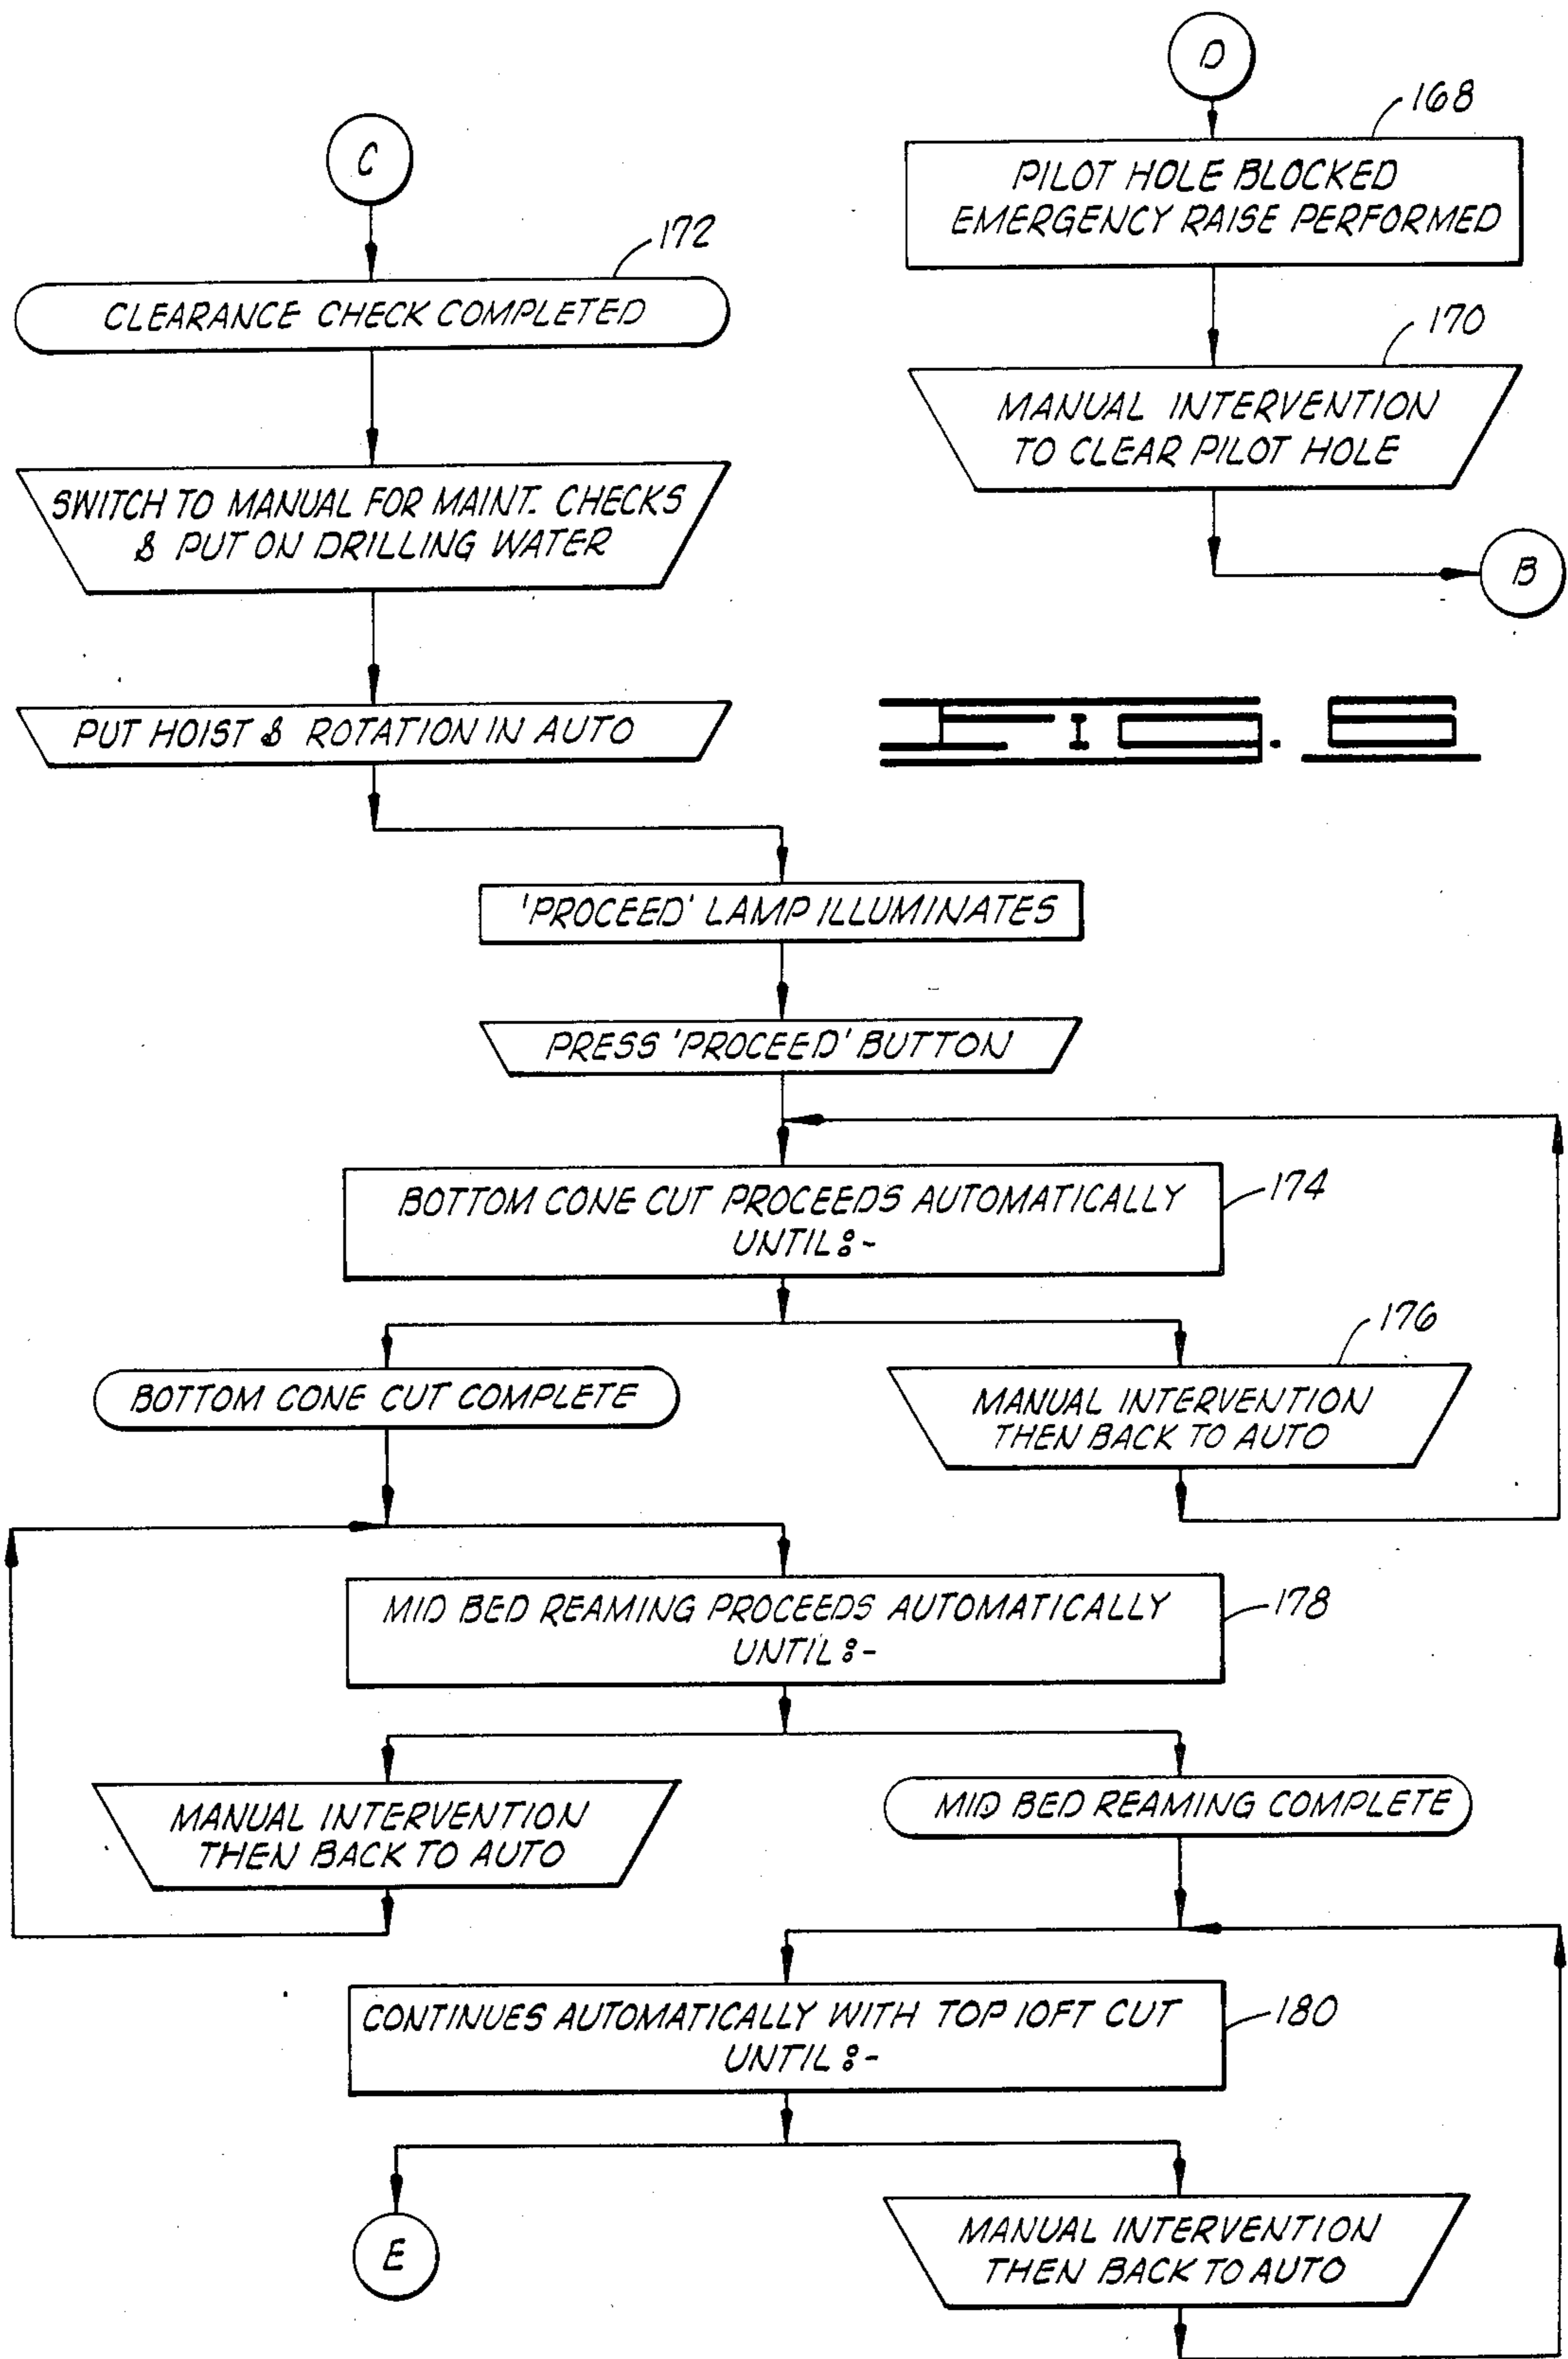 C
172
CLEARANCE CHECK COMPLETED
SWITCH TO MANUAL FOR MAINT. CHECKS
& PUT ON DRILLING WATER
PUT HOIST & ROTATION IN AUTO
D
168
PILOT HOLE BLOCKED
EMERGENCY RAISE PERFORMED
170
MANUAL INTERVENTION
TO CLEAR PILOT HOLE
B
FIG. 8
'PROCEED' LAMP ILLUMINATES
PRESS 'PROCEED' BUTTON
BOTTOM CONE CUT PROCEEDS AUTOMATICALLY
UNTIL:-
174
BOTTOM CONE CUT COMPLETE
176
MANUAL INTERVENTION
THEN BACK TO AUTO
MID BED REAMING PROCEEDS AUTOMATICALLY
UNTIL:-
178
MANUAL INTERVENTION
THEN BACK TO AUTO
MID BED REAMING COMPLETE
CONTINUES AUTOMATICALLY WITH TOP 10FT CUT
UNTIL:-
180
E
MANUAL INTERVENTION
THEN BACK TO AUTO